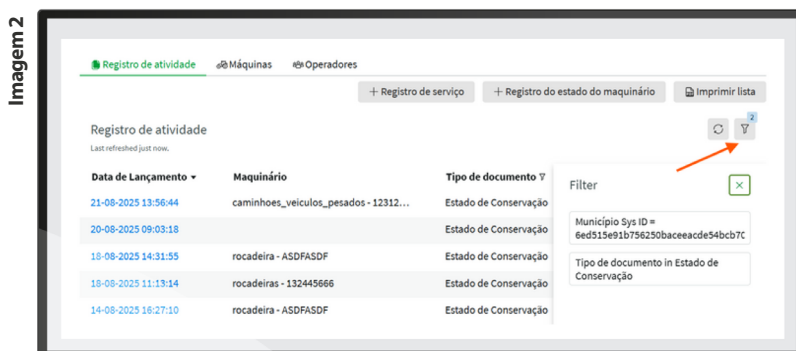 Imagem 2
Registro de atividade Máquinas Operadores
+ Registro de serviço + Registro do estado do maquinário Imprimir lista
Registro de atividade
Last refreshed just now.
2
Data de Lançamento Maquinário Tipo de documento
21-08-2025 13:56:44 caminhoes_veiculos_pesados - 12312... Estado de Conservação
20-08-2025 09:03:18 Estado de Conservação
18-08-2025 14:31:55 rocadeira - ASDFASDF Estado de Conservação
18-08-2025 11:13:14 rocadeiras - 132445666 Estado de Conservação
14-08-2025 16:27:10 rocadeira - ASDFASDF Estado de Conservação
Filter
Município Sys ID =
6ed515e91b756250baceeacde54bcb7C
Tipo de documento in Estado de
Conservação